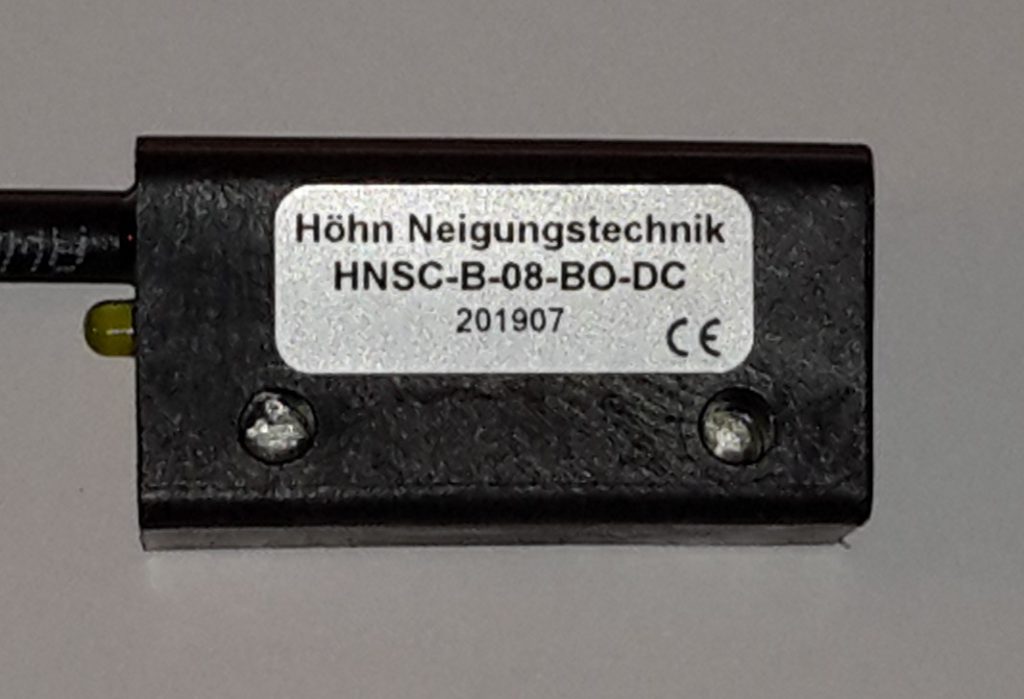 Höhn Neigungstechnik
HNSC-B-08-BO-DC
201907
CE